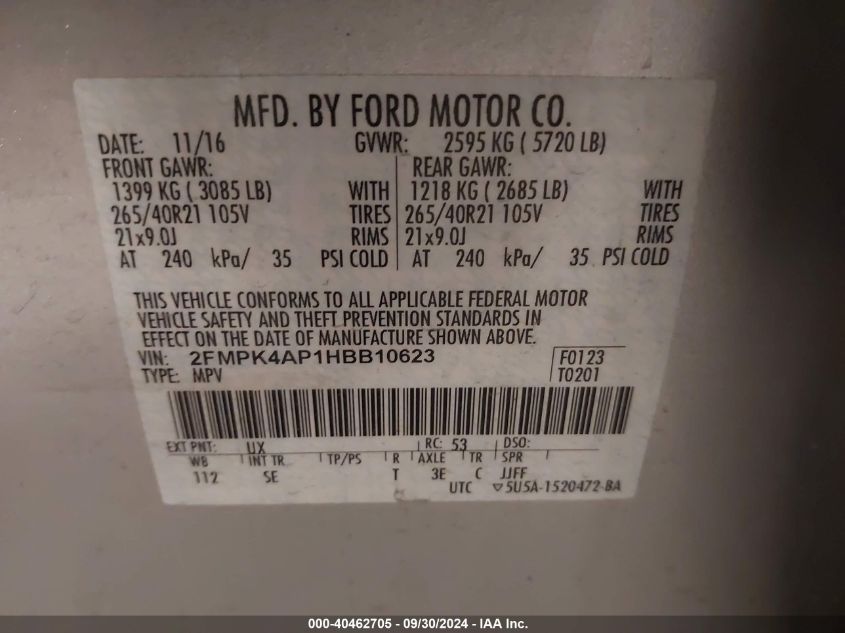 MFD. BY FORD MOTOR CO.
DATE: 11/16 GVWR: 2595 KG ( 5720 LB)
FRONT GAWR: REAR GAWR:
1399 KG ( 3085 LB) WITH 1218 KG ( 2685 LB) WITH
265/40R21 105V TIRES 265/40R21 105V TIRES
21x9.0J RIMS 21x9.0J RIMS
AT 240 kPa/ 35 PSI COLD AT 240 kPa/ 35 PSI COLD
THIS VEHICLE CONFORMS TO ALL APPLICABLE FEDERAL MOTOR
VEHICLE SAFETY AND THEFT PREVENTION STANDARDS IN
EFFECT ON THE DATE OF MANUFACTURE SHOWN ABOVE.
VIN: 2FMPK4AP1HBB10623 F0123
TYPE: MPV T0201
EXT PNT: UX RC: 53 DSO:
WB INT TR TP/PS R AXLE TR SPR
112 SE T 3E C JJFF
UTC ▽5U5A-1520472-BA
000-40462705 - 09/30/2024 - IAA Inc.